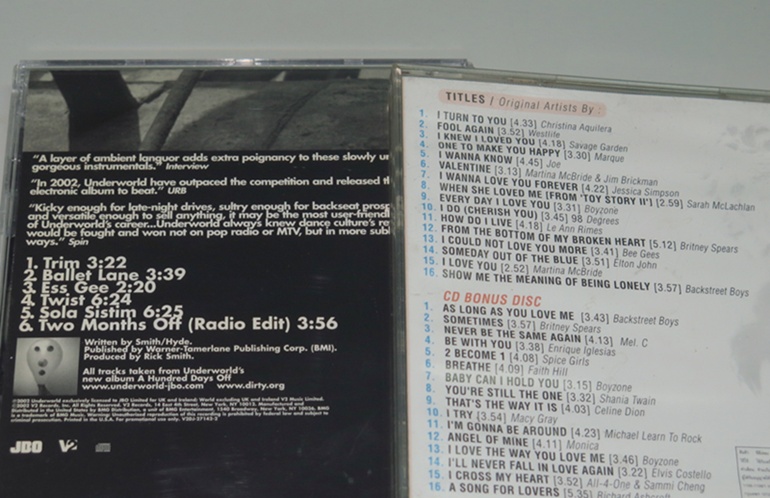 "A layer of ambient languor adds extra poignancy to these slowly
gorgeous instrumentals." Interview
"In 2002, Underworld have outpaced the competition and released
electronic album to beat." URB
"Kicky enough for late-night drives, sultry enough for backseat
and versatile enough to sell anything, it may be the most
of Underworld's career...Underworld always knew dance culture's
would be fought and won not on pop radio or MTV, but in more
ways." Spin
1. Trim 3:22
2. Ballet Lane 3:39
3. Ess Gee 2:20
4. Twist 6:24
5. Sola Sistim 6:25
6. Two Months Off (Radio Edit) 3:56
Written by Smith/Hyde.
Published by Warner-Tamerlane Publishing Corp. (BMI).
Produced by Rick Smith.
All tracks taken from Underworld's
new album A Hundred Days Off
www.underworld-jbo.com www.dirty.org
JBO V2
TITLES / Original Artists By :
1. I TURN TO YOU [4.33] Christina Aquilera
2. FOOL AGAIN [3.52] Westlife
3. I KNEW I LOVED YOU [4.18] Savage Garden
4. ONE TO MAKE YOU HAPPY [3.30] Marque
5. I WANNA KNOW [4.45] Joe
6. VALENTINE [3.13] Martina McBride & Jim Brickman
7. I WANNA LOVE YOU FOREVER [4.22] Jessica Simpson
8. WHEN SHE LOVED ME [FROM 'TOY STORY II'] [2.59] Sarah McLachlan
9. EVERY DAY I LOVE YOU [3.31] Boyzone
10. I DO (CHERISH YOU) [3.45] 98 Degrees
11. HOW DO I LIVE [4.18] Le Ann Rimes
12. FROM THE BOTTOM OF MY BROKEN HEART [5.12] Britney Spears
13. I COULD NOT LOVE YOU MORE [3.41] Bee Gees
14. SOMEDAY OUT OF THE BLUE [3.51] Elton John
15. I LOVE YOU [2.52] Martina McBride
16. SHOW ME THE MEANING OF BEING LONELY [3.57] Backstreet Boys
CD BONUS DISC
1. AS LONG AS YOU LOVE ME [3.43] Backstreet Boys
2. SOMETIMES [3.57] Britney Spears
3. NEVER BE THE SAME AGAIN [4.13] Mel. C
4. BE WITH YOU [3.38] Enrique Iglesias
5. 2 BECOME 1 [4.08] Spice Girls
6. BREATHE [4.09] Faith Hill
7. BABY CAN I HOLD YOU [3.15] Boyzone
8. YOU'RE STILL THE ONE [3.32] Shania Twain
9. THAT'S THE WAY IT IS [4.03] Celine Dion
10. I TRY [3.54] Macy Gray
11. I'M GONNA BE AROUND [4.23] Michael Learn To Rock
12. ANGEL OF MINE [4.11] Monica
13. I LOVE THE WAY YOU LOVE ME [3.46] Boyzone
14. I'LL NEVER FALL IN LOVE AGAIN [3.22] Elvis Costello
15. I CROSS MY HEART [3.52] All-4-One & Sammi Cheng
16. A SONG FOR LOVERS [3.35] Richard Ashcroft